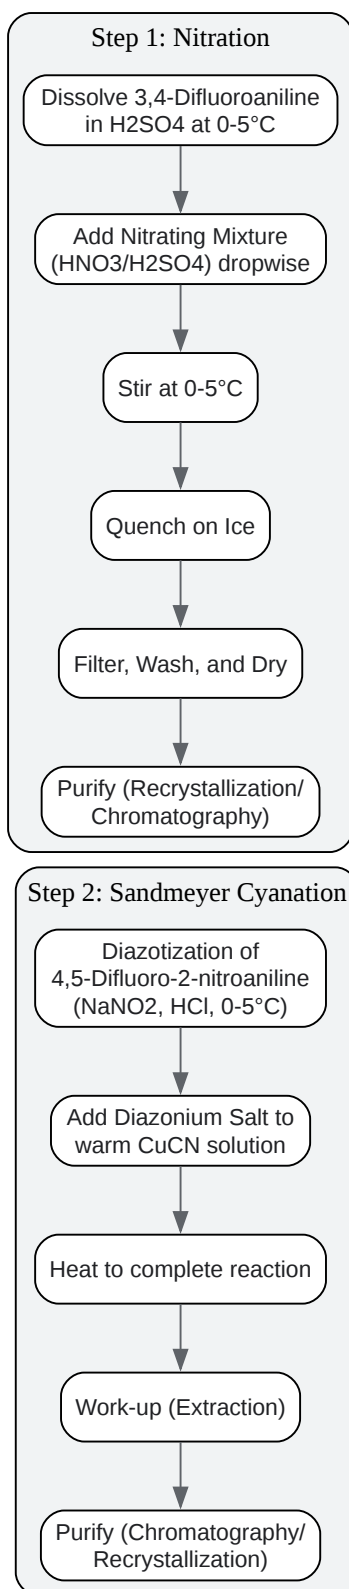 Step 1: Nitration
Dissolve 3,4-Difluoroaniline
in H2SO4 at 0-5°C
Add Nitrating Mixture
(HNO3/H2SO4) dropwise
Stir at 0-5°C
Quench on Ice
Filter, Wash, and Dry
Purify (Recrystallization/
Chromatography)
Step 2: Sandmeyer Cyanation
Diazotization of
4,5-Difluoro-2-nitroaniline
(NaNO2, HCl, 0-5°C)
Add Diazonium Salt to
warm CuCN solution
Heat to complete reaction
Work-up (Extraction)
Purify (Chromatography/
Recrystallization)